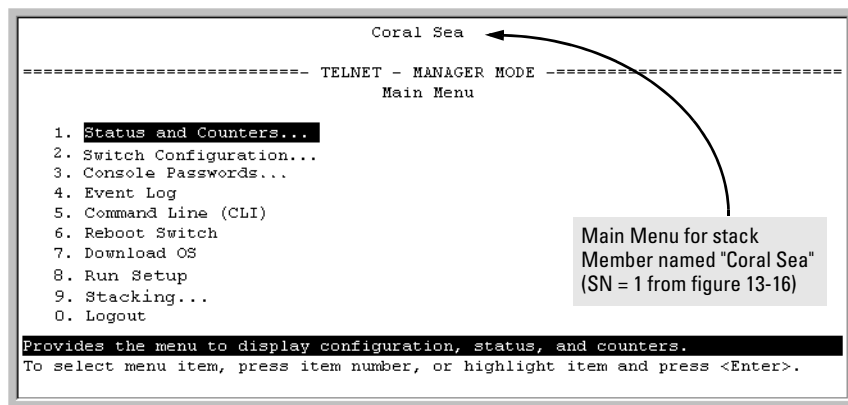 Coral Sea
===========================- TELNET - MANAGER MODE -===========================
Main Menu
1. Status and Counters...
2. Switch Configuration...
3. Console Passwords...
4. Event Log
5. Command Line (CLI)
6. Reboot Switch
7. Download OS
8. Run Setup
9. Stacking...
0. Logout
Main Menu for stack
Member named "Coral Sea"
(SN = 1 from figure 13-16)
Provides the menu to display configuration, status, and counters.
To select menu item, press item number, or highlight item and press <Enter>.